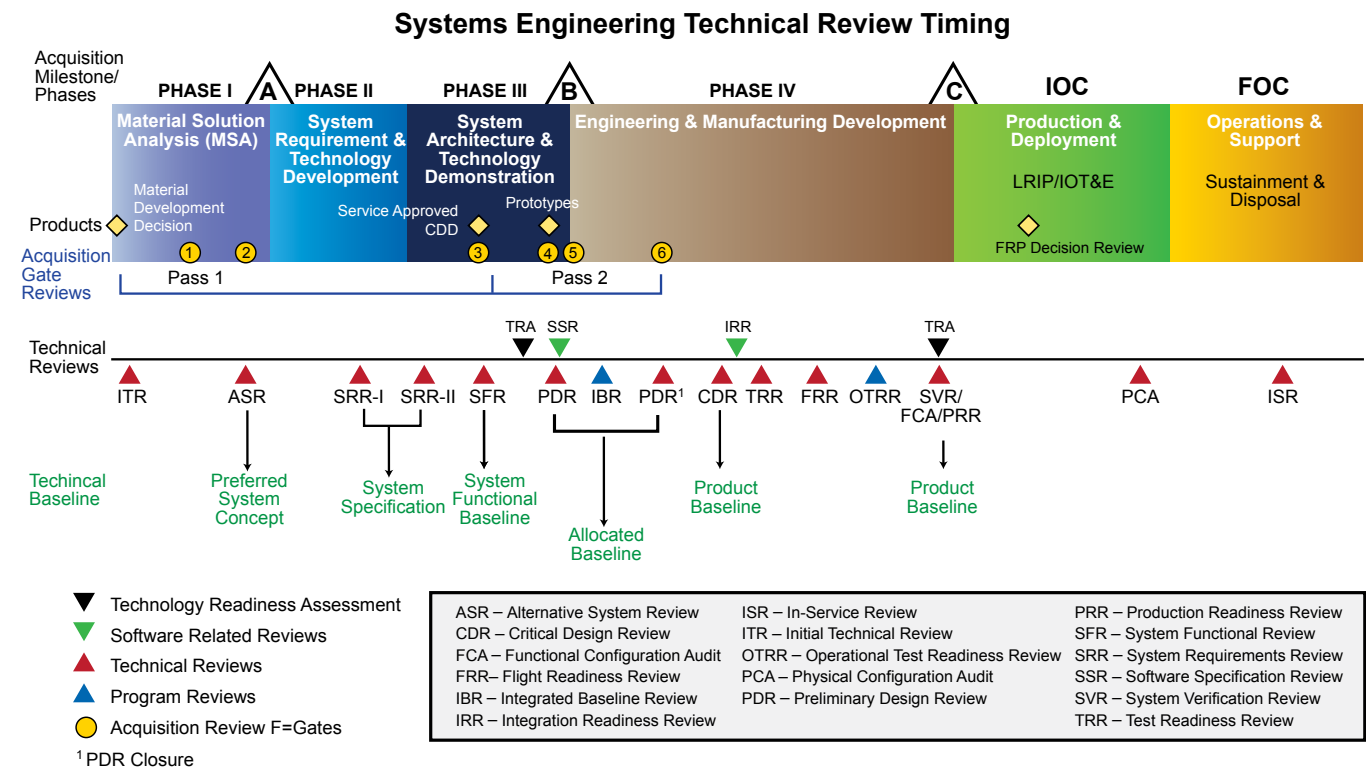 Systems Engineering Technical Review Timing
Acquisition
Milestone/
Phases
PHASE I
A
PHASE II
PHASE III
B
PHASE IV
C
IOC
FOC
Material Solution
Analysis (MSA)
System
Requirement &
Technology
Development
System
Architecture &
Technology
Demonstration
Engineering & Manufacturing Development
Production &
Deployment
LRIP/IOT&E
Operations &
Support
Sustainment &
Disposal
Products
Material
Development
Decision
Service Approved
CDD
Prototypes
FRP Decision Review
Acquisition
Gate
Reviews
1
2
3
4
5
6
Pass 1
Pass 2
Technical
Reviews
TRA
SSR
IRR
TRA
ITR
ASR
SRR-I
SRR-II
SFR
PDR
IBR
PDR¹
CDR
TRR
FRR
OTRR
SVR/
FCA/PRR
PCA
ISR
Techincal
Baseline
Preferred
System
Concept
System
Specification
System
Functional
Baseline
Allocated
Baseline
Product
Baseline
Product
Baseline
Technology Readiness Assessment
Software Related Reviews
Technical Reviews
Program Reviews
Acquisition Review F=Gates
¹ PDR Closure
ASR – Alternative System Review
CDR – Critical Design Review
FCA – Functional Configuration Audit
FRR– Flight Readiness Review
IBR – Integrated Baseline Review
IRR – Integration Readiness Review
ISR – In-Service Review
ITR – Initial Technical Review
OTRR – Operational Test Readiness Review
PCA – Physical Configuration Audit
PDR – Preliminary Design Review
PRR – Production Readiness Review
SFR – System Functional Review
SRR – System Requirements Review
SSR – Software Specification Review
SVR – System Verification Review
TRR – Test Readiness Review